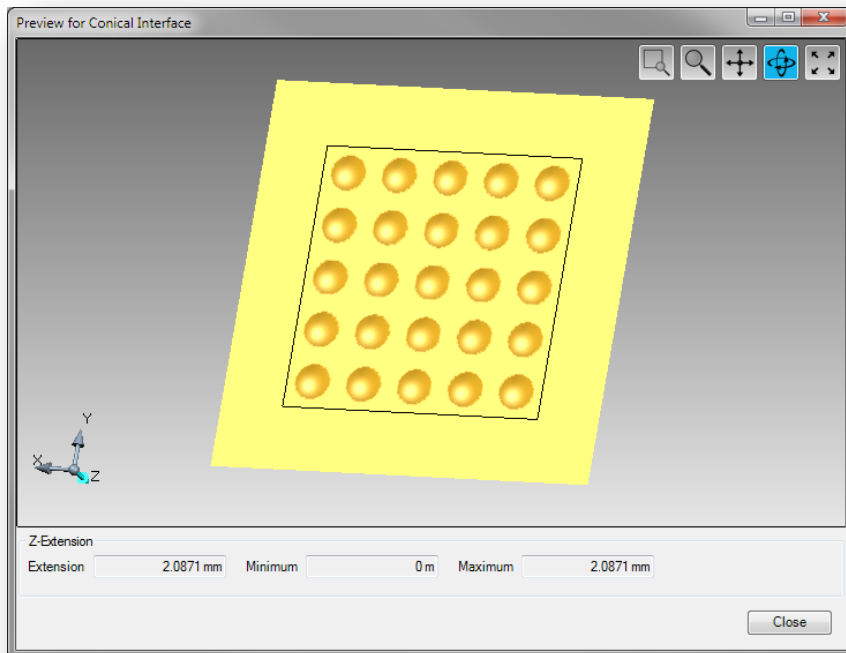 Preview for Conical Interface
Y
X
Z
Z-Extension
Extension 2.0871 mm Minimum 0 m Maximum 2.0871 mm
Close